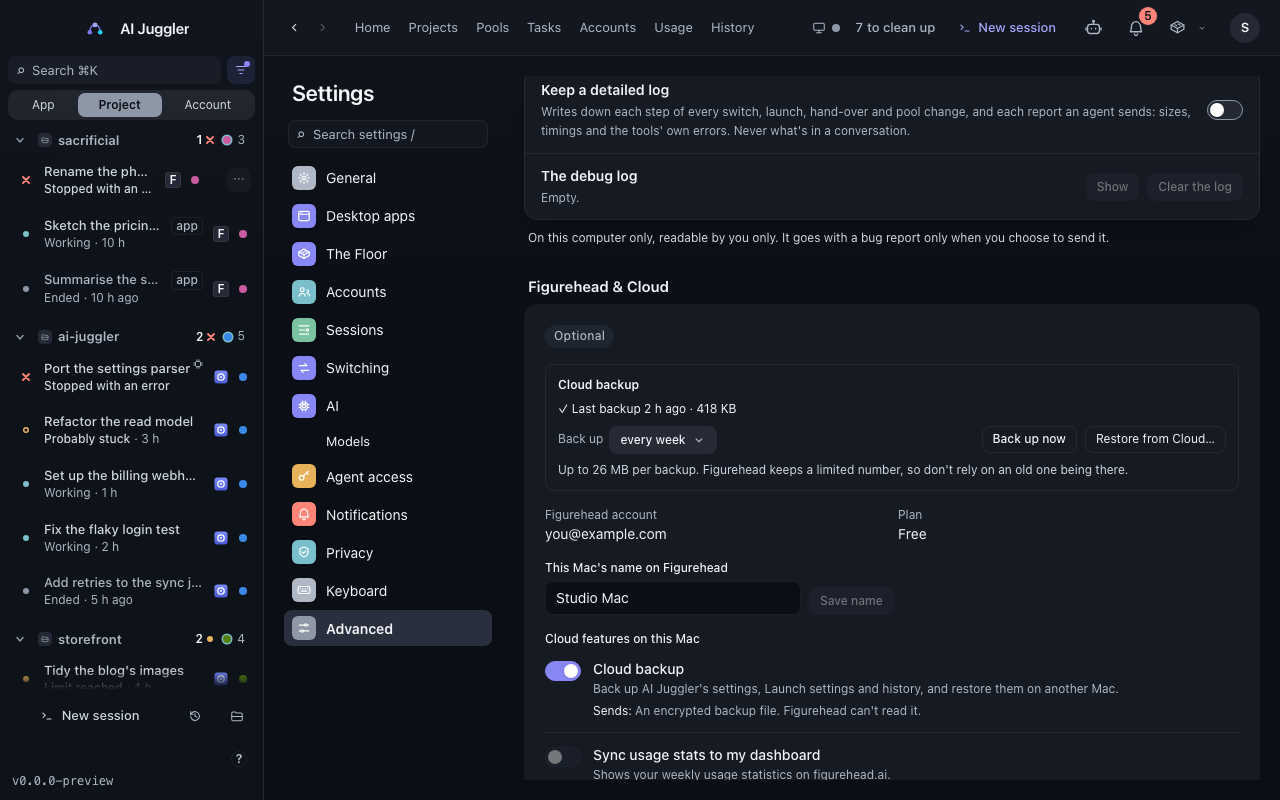 AI Juggler
Search ⌘K
App
Project
Account
sacrificial
1
3
Rename the ph...
Stopped with an ...
F
Sketch the pricin...
app
Working · 10 h
F
Summarise the s...
app
Ended · 10 h ago
F
ai-juggler
2
5
Port the settings parser
Stopped with an error
Refactor the read model
Probably stuck · 3 h
Set up the billing webh...
Working · 1 h
Fix the flaky login test
Working · 2 h
Add retries to the sync j...
Ended · 5 h ago
storefront
2
4
Tidy the blog's images
Limit reached · 4 h
New session
?
v0.0.0-preview
Home
Projects
Pools
Tasks
Accounts
Usage
History
7 to clean up
New session
5
S
Settings
Search settings /
General
Desktop apps
The Floor
Accounts
Sessions
Switching
AI
Models
Agent access
Notifications
Privacy
Keyboard
Advanced
Keep a detailed log
Writes down each step of every switch, launch, hand-over and pool change, and each report an agent sends: sizes,
timings and the tools' own errors. Never what's in a conversation.
The debug log
Empty.
Show
Clear the log
On this computer only, readable by you only. It goes with a bug report only when you choose to send it.
Figurehead & Cloud
Optional
Cloud backup
✓ Last backup 2 h ago · 418 KB
Back up
every week
Back up now
Restore from Cloud...
Up to 26 MB per backup. Figurehead keeps a limited number, so don't rely on an old one being there.
Figurehead account
you@example.com
Plan
Free
This Mac's name on Figurehead
Studio Mac
Save name
Cloud features on this Mac
Cloud backup
Back up AI Juggler's settings, Launch settings and history, and restore them on another Mac.
Sends: An encrypted backup file. Figurehead can't read it.
Sync usage stats to my dashboard
Shows your weekly usage statistics on figurehead.ai.